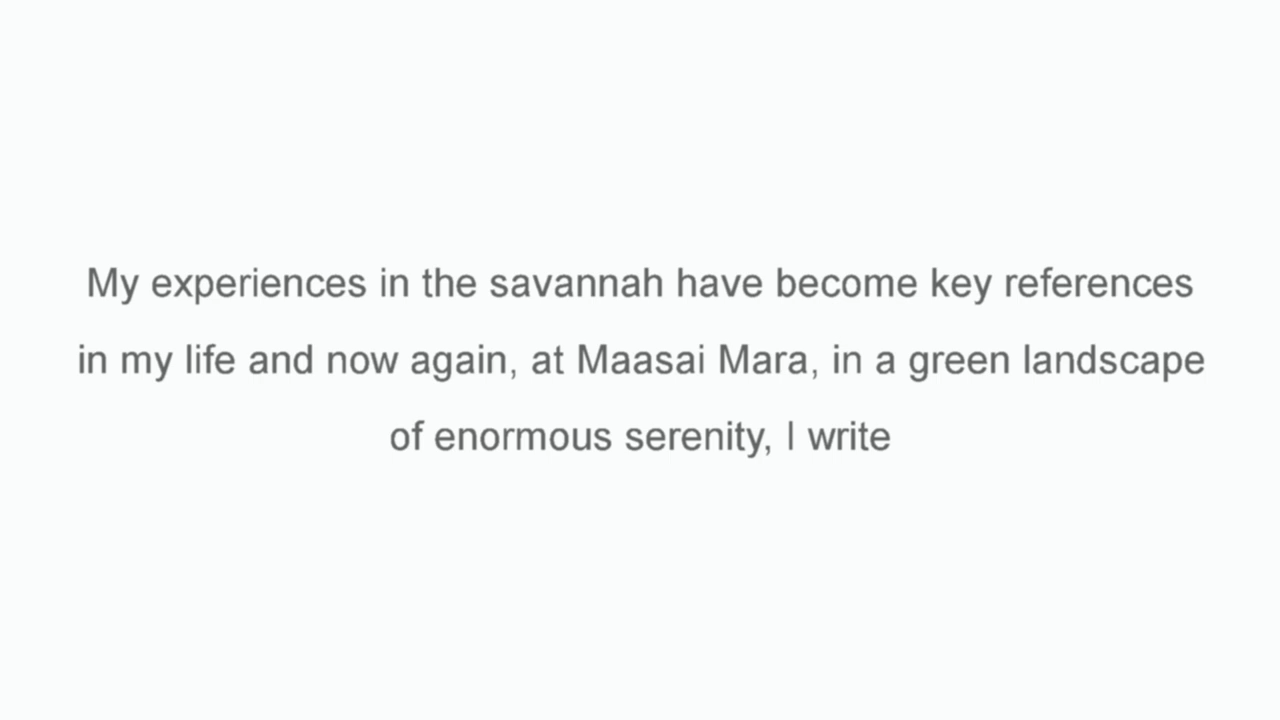 My experiences in the savannah have become key references
in my life and now again, at Maasai Mara, in a green landscape
of enormous serenity, I write